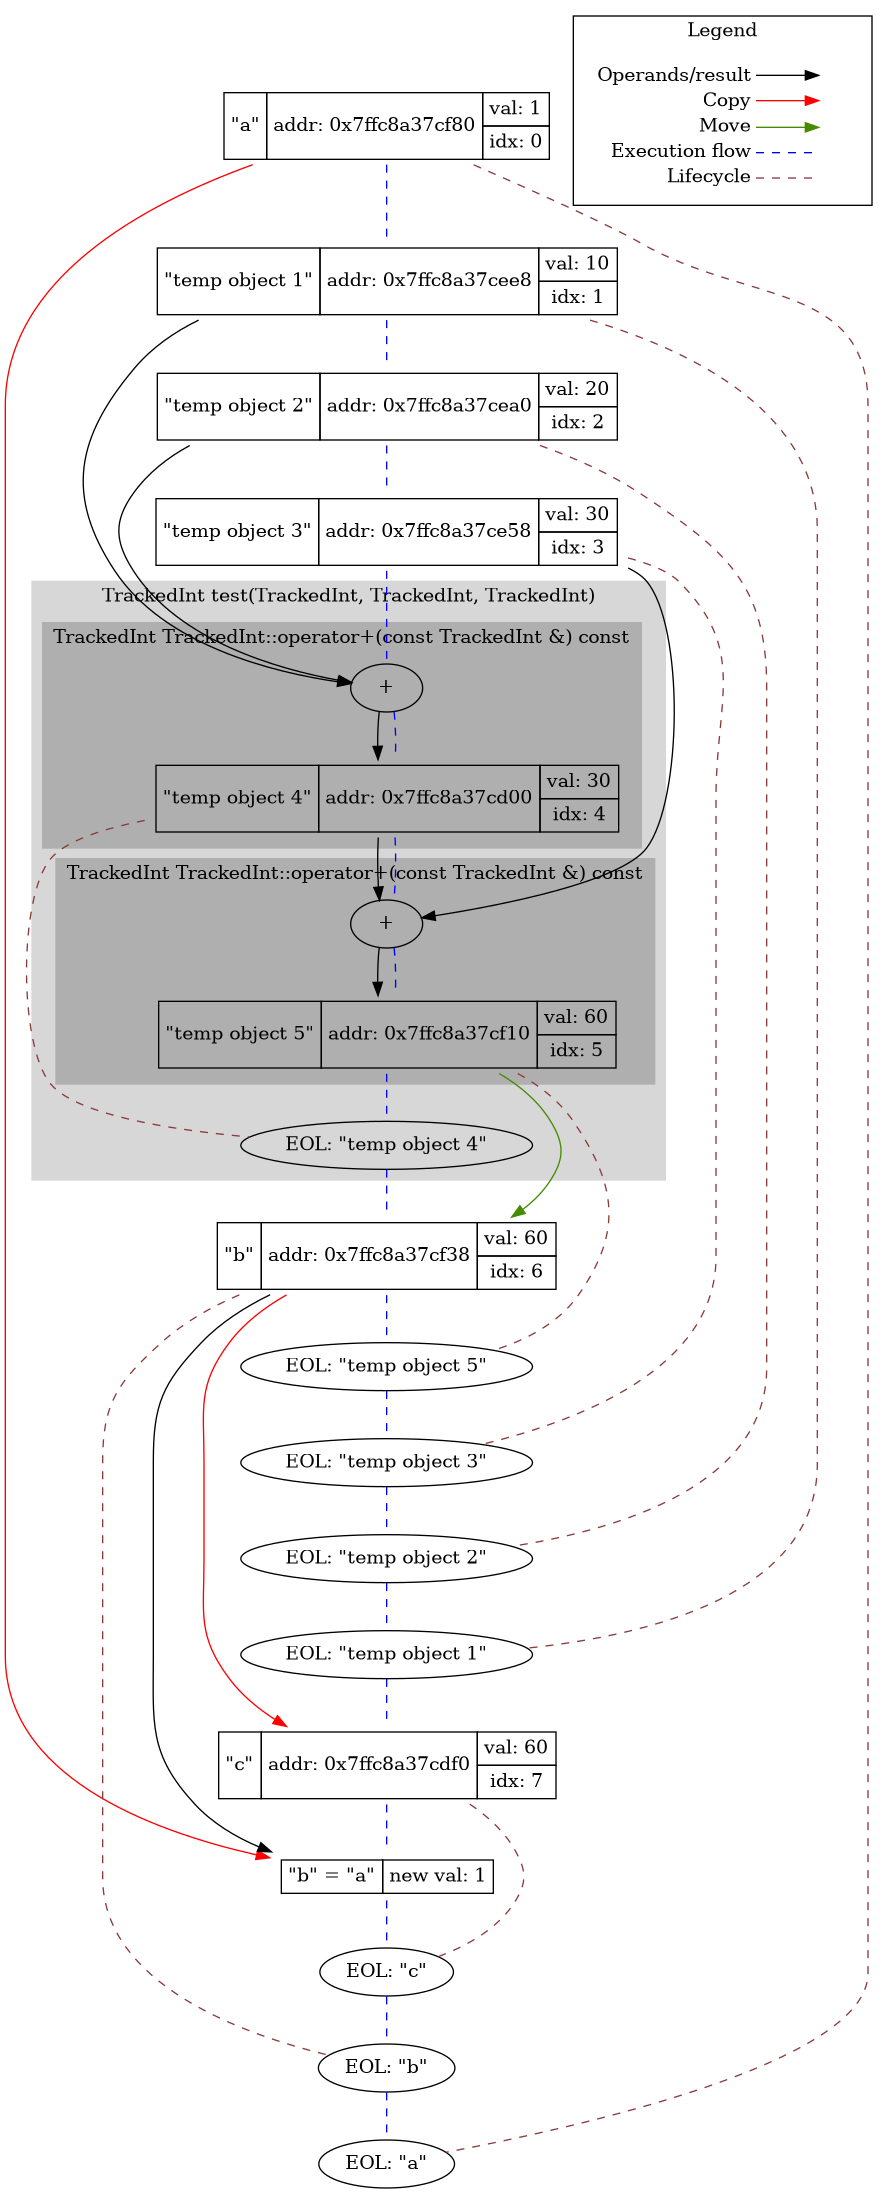 Legend
Operands/result
Copy
Move
Execution flow
Lifecycle
"a" addr: 0x7ffc8a37cf80 val: 1
idx: 0
"temp object 1" addr: 0x7ffc8a37cee8 val: 10
idx: 1
"temp object 2" addr: 0x7ffc8a37cea0 val: 20
idx: 2
"temp object 3" addr: 0x7ffc8a37ce58 val: 30
idx: 3
TrackedInt test(TrackedInt, TrackedInt, TrackedInt)
TrackedInt TrackedInt::operator+(const TrackedInt &) const
+
"temp object 4" addr: 0x7ffc8a37cd00 val: 30
idx: 4
TrackedInt TrackedInt::operator+(const TrackedInt &) const
+
"temp object 5" addr: 0x7ffc8a37cf10 val: 60
idx: 5
EOL: "temp object 4"
"b" addr: 0x7ffc8a37cf38 val: 60
idx: 6
EOL: "temp object 5"
EOL: "temp object 3"
EOL: "temp object 2"
EOL: "temp object 1"
"c" addr: 0x7ffc8a37cdf0 val: 60
idx: 7
"b" = "a" new val: 1
EOL: "c"
EOL: "b"
EOL: "a"